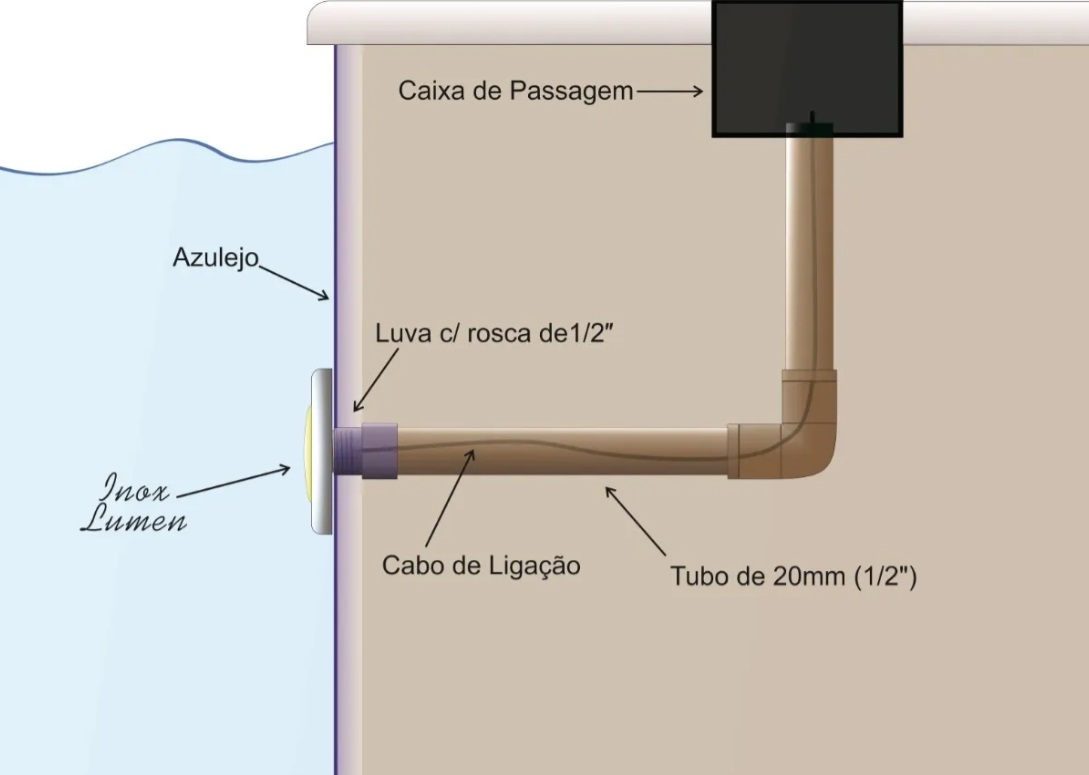 Caixa de Passagem
Azulejo
Luva c/ rosca de1/2"
Inox
Lumen
Cabo de Ligação
Tubo de 20mm (1/2")